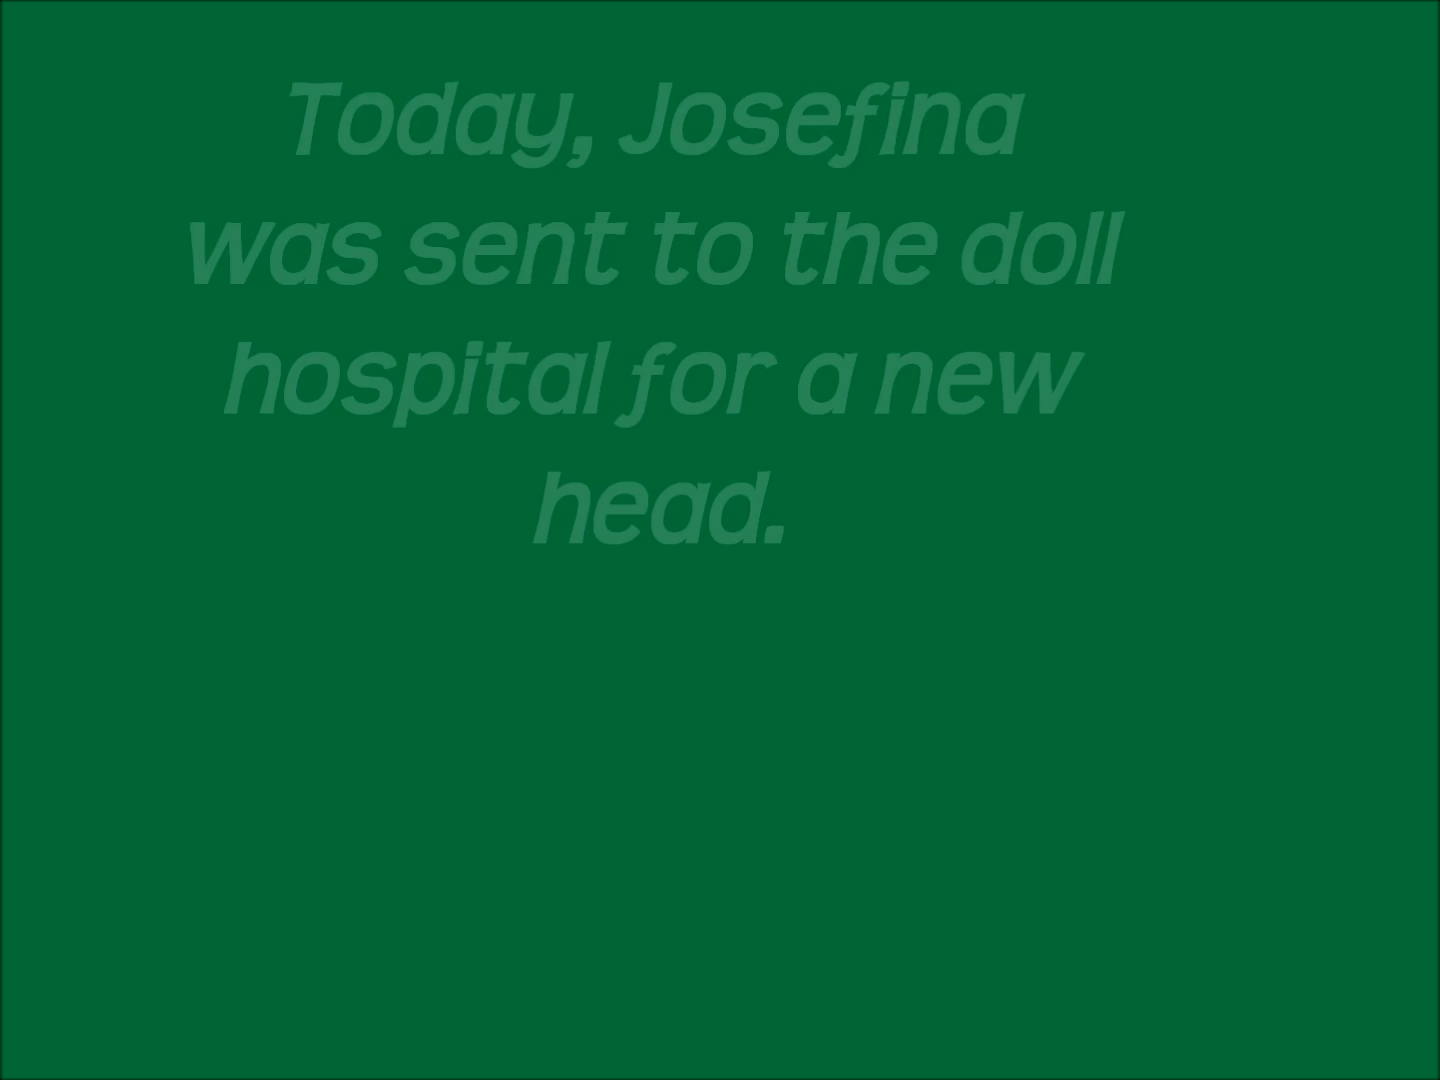 Today, Josefina
was sent to the doll
hospital for a new
head.